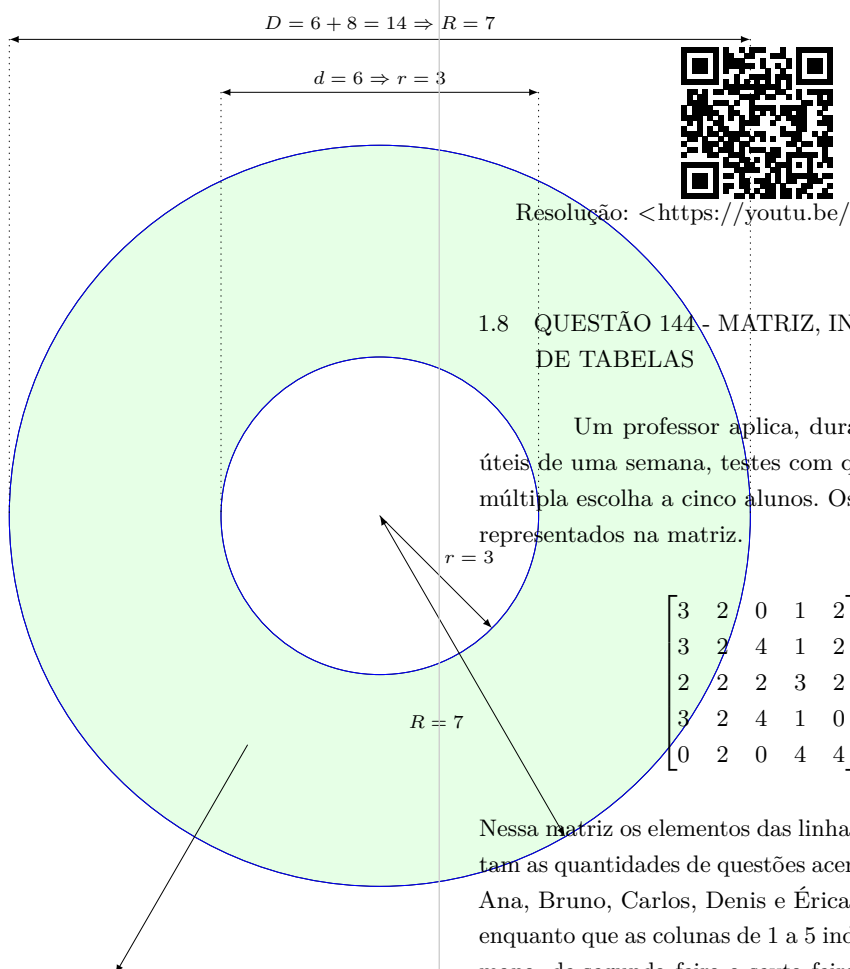 D = 6 + 8 = 14 ⇒ R = 7
d = 6 ⇒ r = 3
r = 3
R = 7
Resolução: <https://youtu.be/
1.8 QUESTÃO 144 - MATRIZ, IN
DE TABELAS
Um professor aplica, dura
úteis de uma semana, testes com q
múltipla escolha a cinco alunos. Os
representados na matriz.
3 2 0 1 2
3 2 4 1 2
2 2 2 3 2
3 2 4 1 0
0 2 0 4 4
Nessa matriz os elementos das linha
tam as quantidades de questões acer
Ana, Bruno, Carlos, Denis e Érica
enquanto que as colunas de 1 a 5 ind